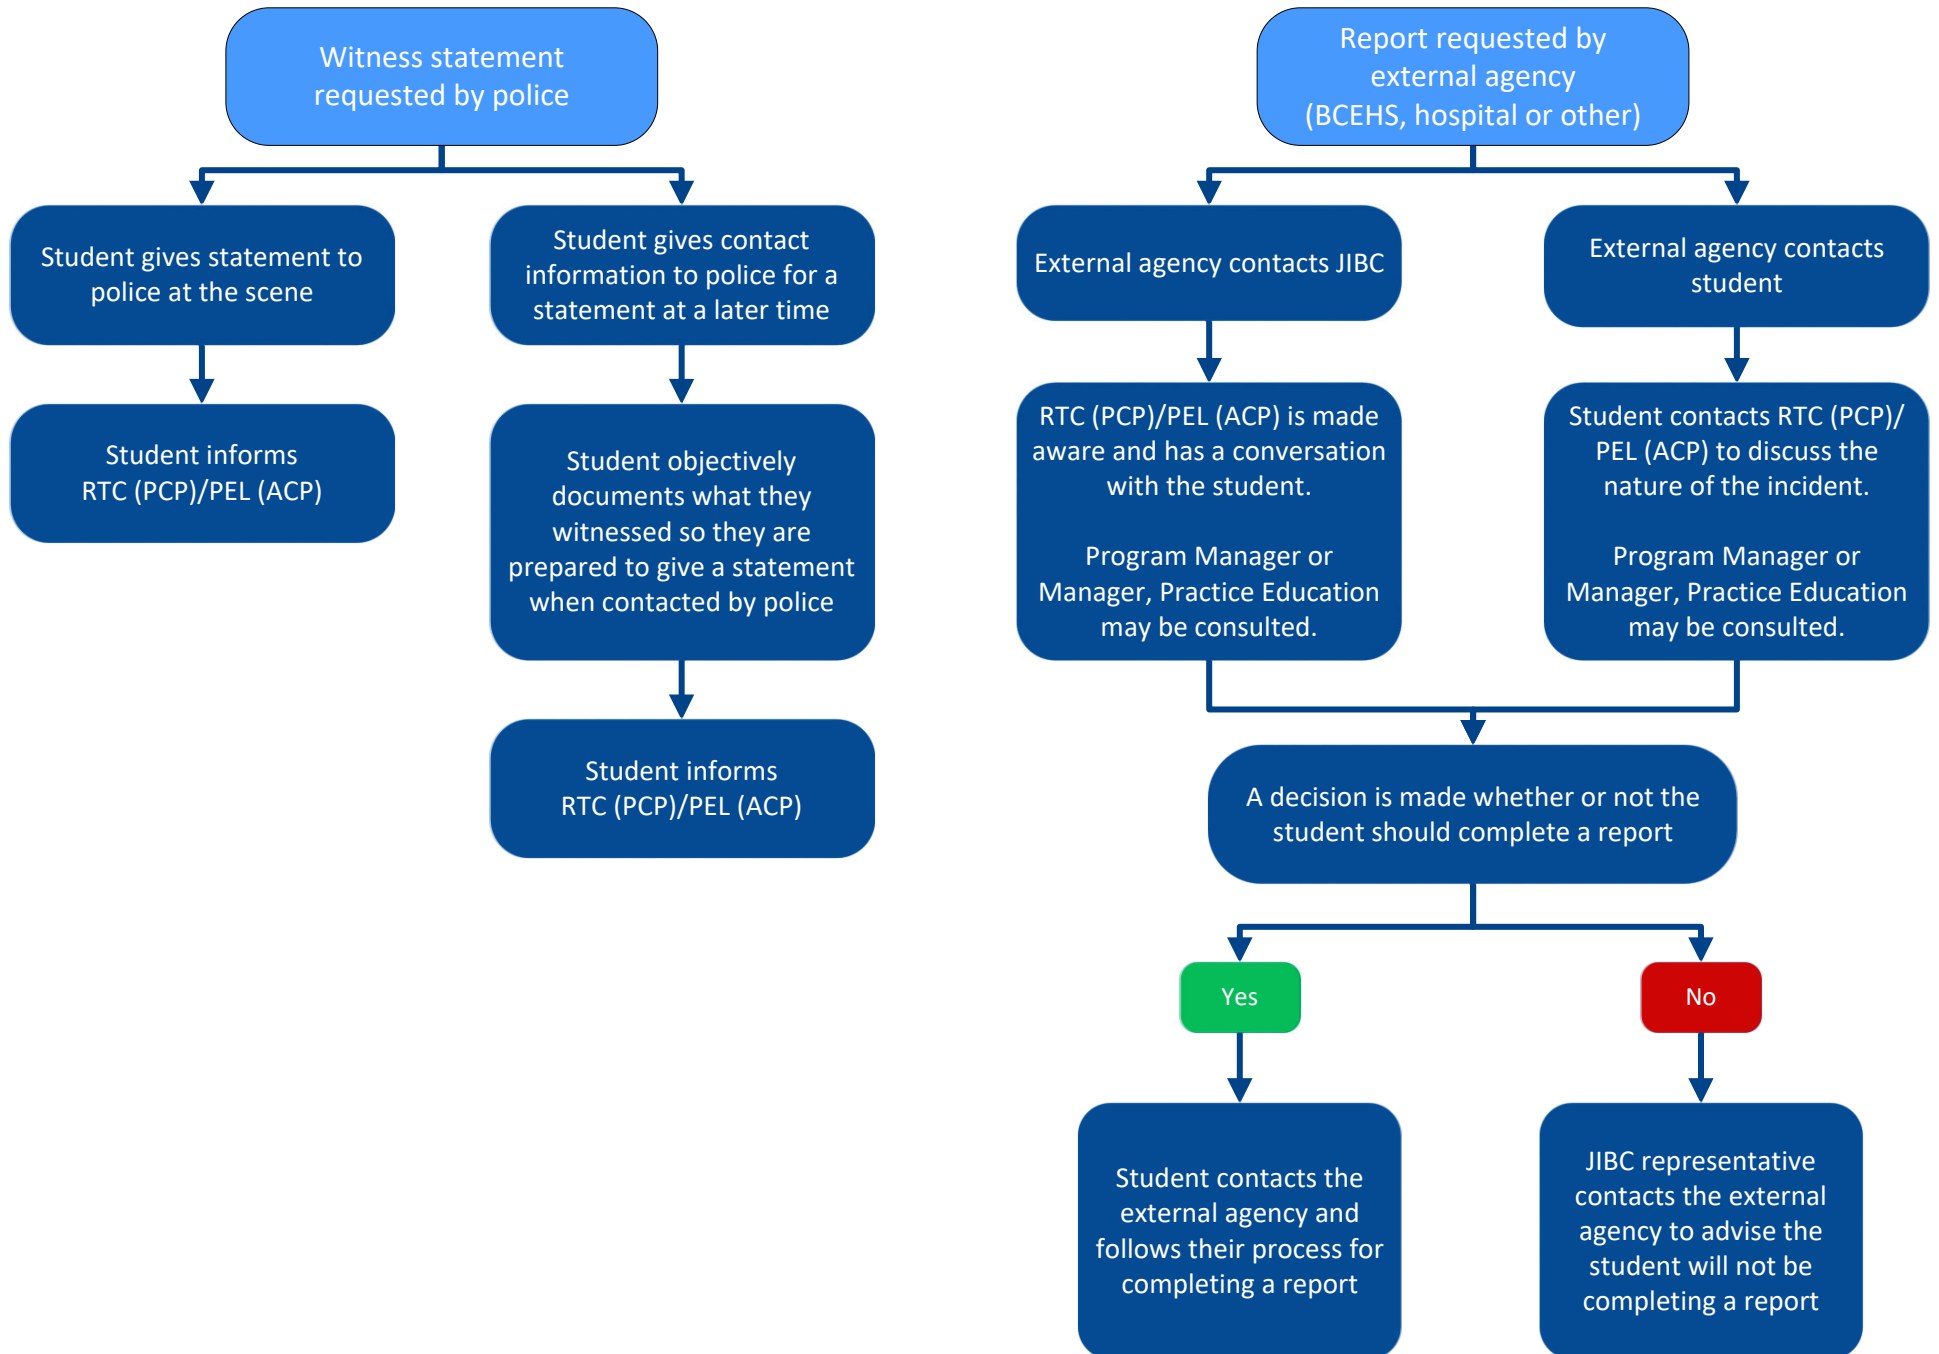 Witness statement
requested by police
Student gives statement to
police at the scene
Student informs
RTC (PCP)/PEL (ACP)
Student gives contact
information to police for a
statement at a later time
Student objectively
documents what they
witnessed so they are
prepared to give a statement
when contacted by police
Student informs
RTC (PCP)/PEL (ACP)
Report requested by
external agency
(BCEHS, hospital or other)
External agency contacts JIBC
RTC (PCP)/PEL (ACP) is made
aware and has a conversation
with the student.
Program Manager or
Manager, Practice Education
may be consulted.
External agency contacts
student
Student contacts RTC (PCP)/
PEL (ACP) to discuss the
nature of the incident.
Program Manager or
Manager, Practice Education
may be consulted.
A decision is made whether or not the
student should complete a report
Yes
Student contacts the
external agency and
follows their process for
completing a report
No
JIBC representative
contacts the external
agency to advise the
student will not be
completing a report